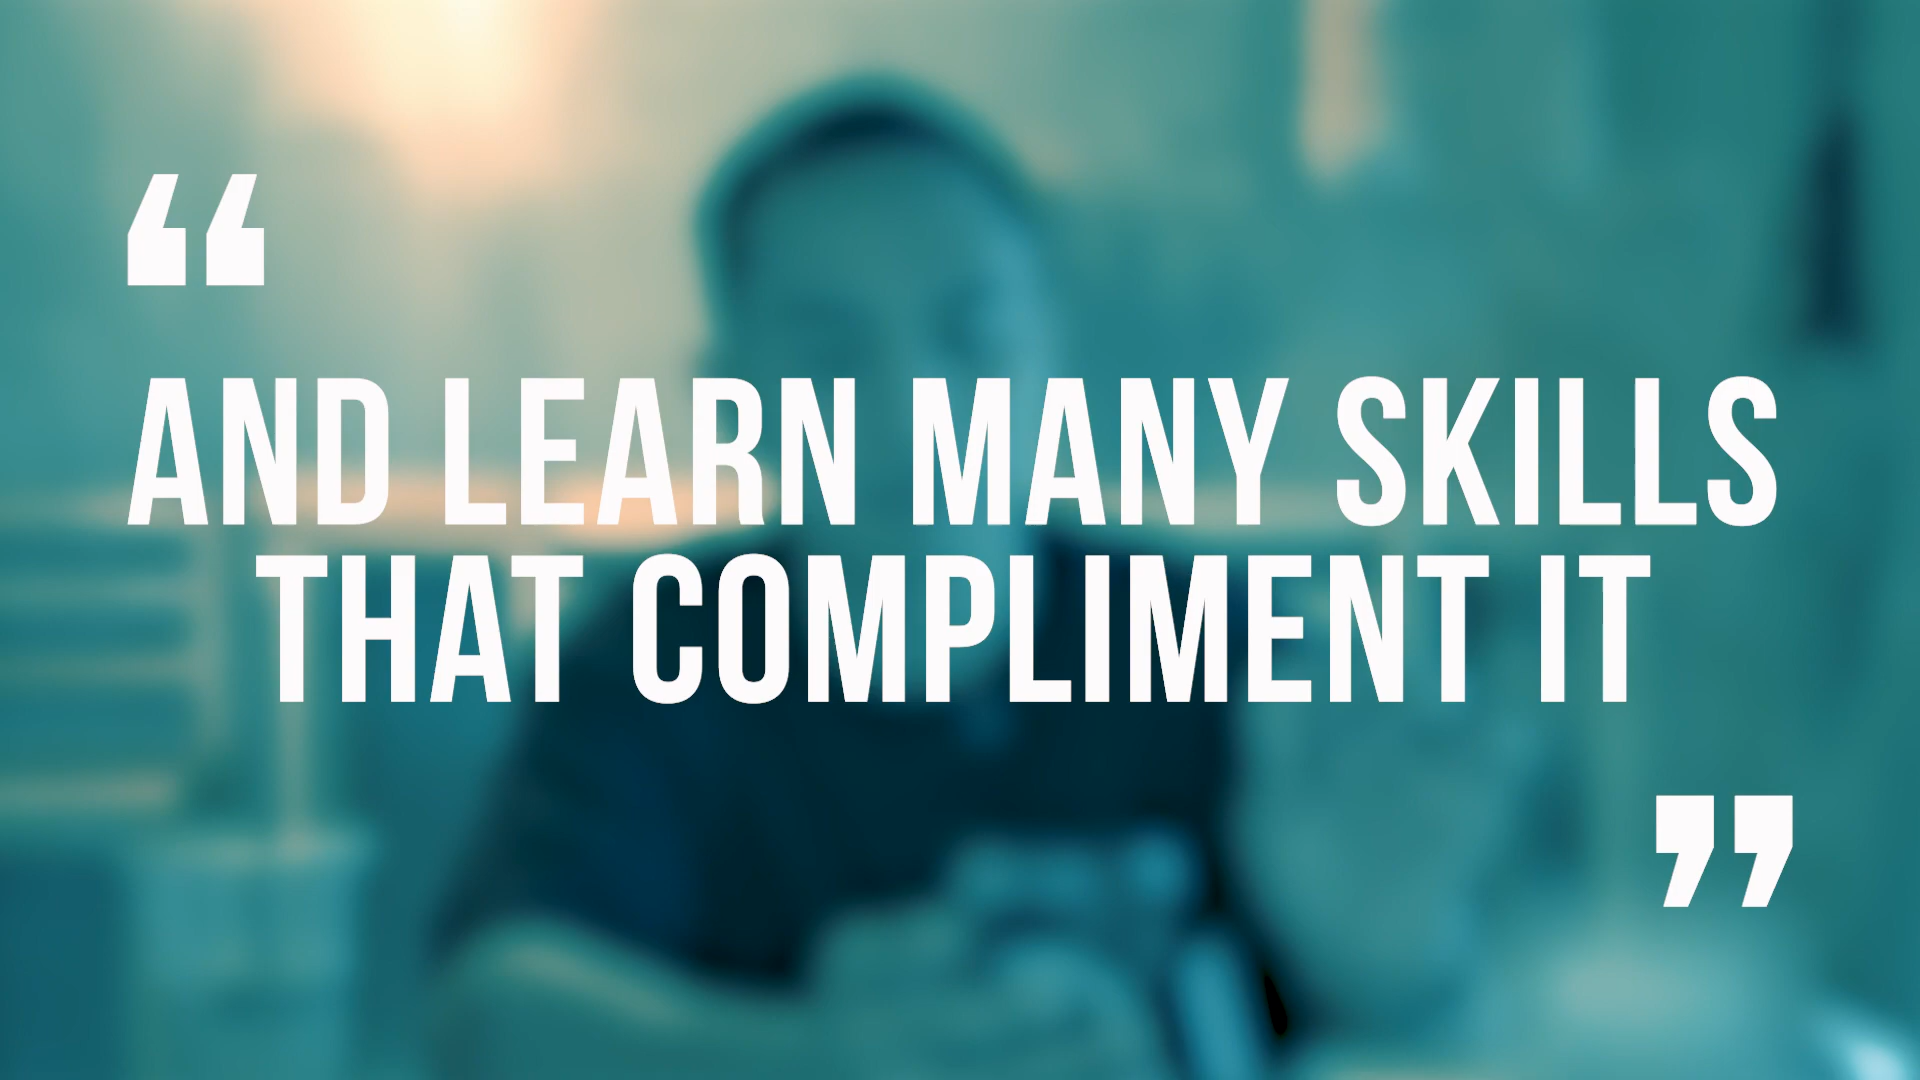 “
AND LEARN MANY SKILLS
THAT COMPLIMENT IT
”